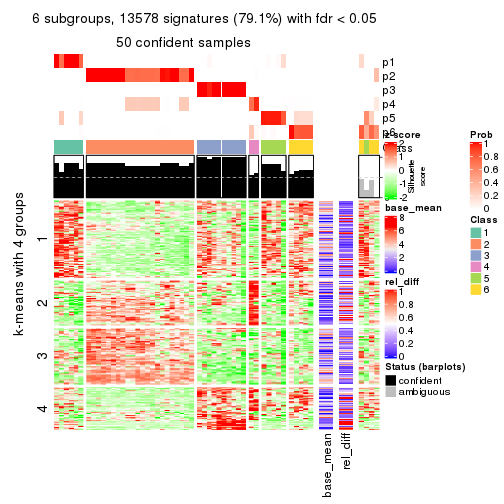 6 subgroups, 13578 signatures (79.1%) with fdr < 0.05
50 confident samples
p1
p2
p3
p4
p5
p6
Class
Silhouette
score
k-means with 4 groups
1
2
3
4
base_mean
rel_diff
z-score
2
1
0
-1
-2
base_mean
8
6
4
2
0
rel_diff
1
0.8
0.6
0.4
0.2
0
Status (barplots)
confident
ambiguous
Prob
1
0.8
0.6
0.4
0.2
0
Class
1
2
3
4
5
6